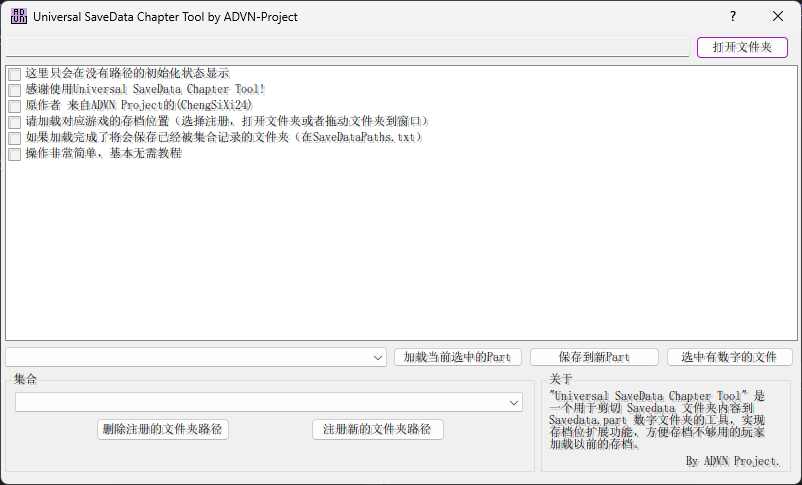 AD
VN
Universal SaveData Chapter Tool by ADVN-Project
?
打开文件夹
这里只会在没有路径的初始化状态显示
感谢使用Universal SaveData Chapter Tool!
原作者 来自ADVN Project的(ChengSiXi24)
请加载对应游戏的存档位置（选择注册，打开文件夹或者拖动文件夹到窗口）
如果加载完成了将会保存已经被集合记录的文件夹（在SaveDataPaths.txt）
操作非常简单，基本无需教程
加载当前选中的Part
保存到新Part
选中有数字的文件
集合
删除注册的文件夹路径
注册新的文件夹路径
关于
"Universal SaveData Chapter Tool" 是
一个用于剪切 Savedata 文件夹内容到
Savedata.part 数字文件夹的工具，实现
存档位扩展功能，方便存档不够用的玩家
加载以前的存档。
By ADVN Project.